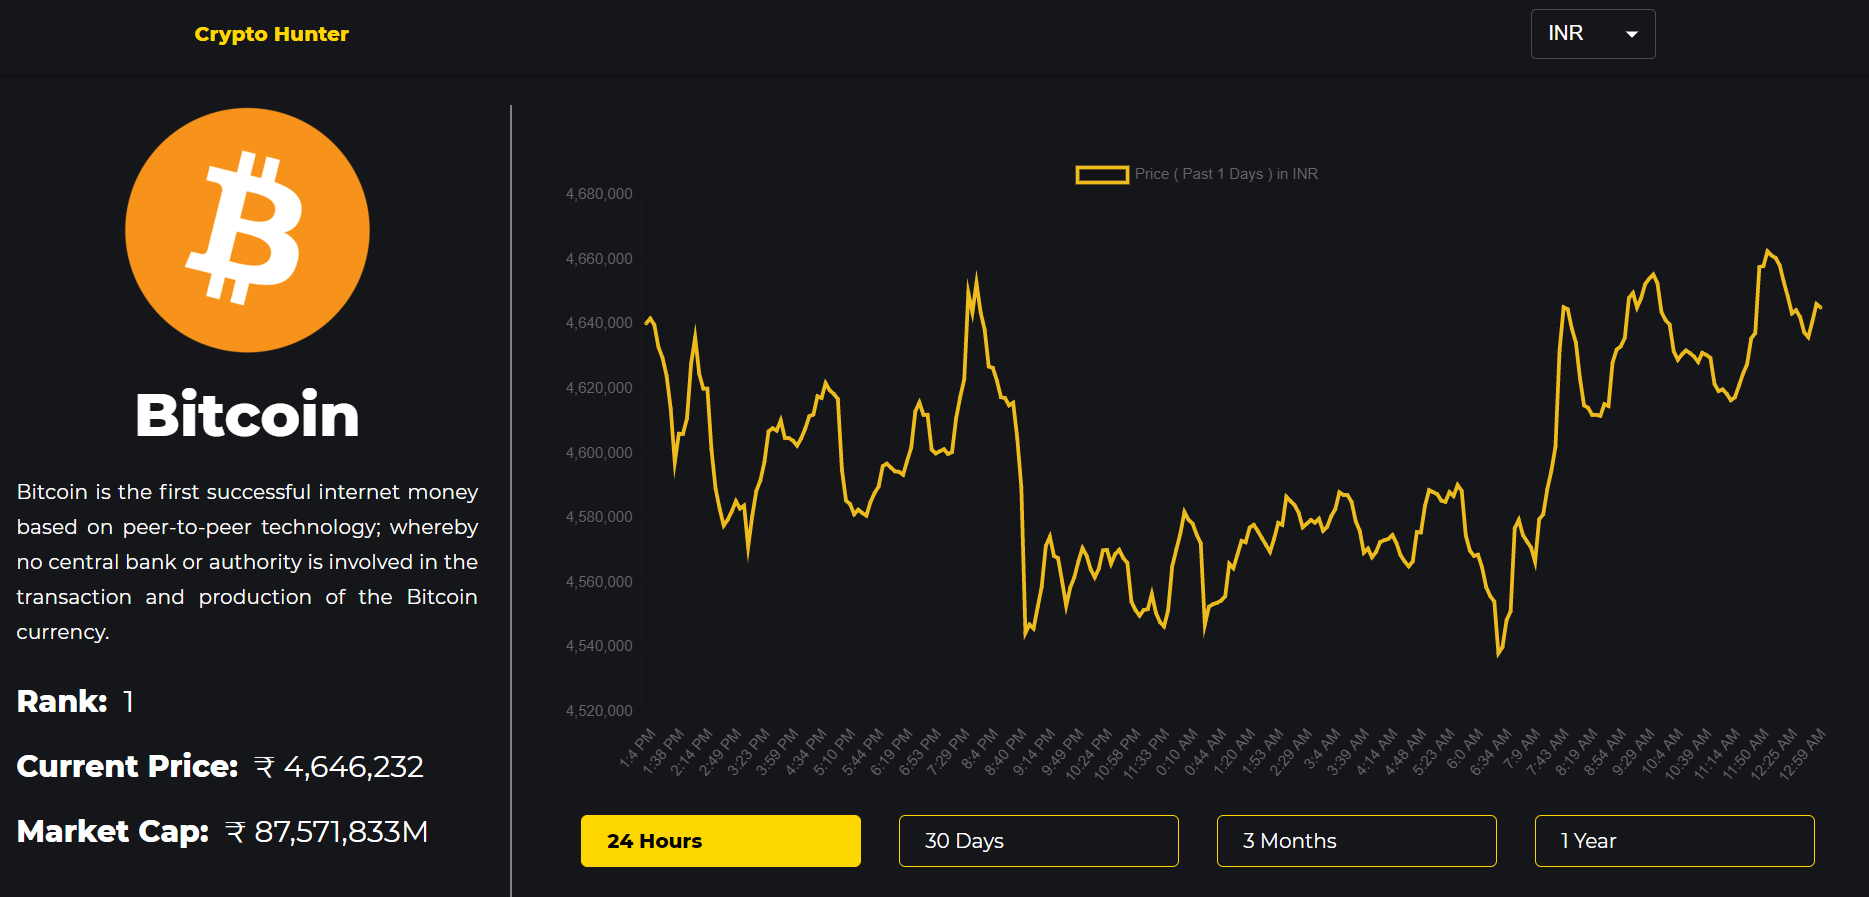 Crypto Hunter
INR
Bitcoin
Bitcoin is the first successful internet money
based on peer-to-peer technology; whereby
no central bank or authority is involved in the
transaction and production of the Bitcoin
currency.
Rank: 1
Current Price: ₹ 4,646,232
Market Cap: ₹ 87,571,833M
Price ( Past 1 Days ) in INR
4,680,000
4,660,000
4,640,000
4,620,000
4,600,000
4,580,000
4,560,000
4,540,000
4,520,000
1:4 PM
1:38 PM
2:14 PM
2:49 PM
3:23 PM
3:59 PM
4:34 PM
5:10 PM
5:44 PM
6:19 PM
6:53 PM
7:29 PM
8:4 PM
8:40 PM
9:14 PM
9:49 PM
10:24 PM
10:58 PM
11:33 PM
0:10 AM
0:44 AM
1:20 AM
1:53 AM
2:29 AM
3:4 AM
3:39 AM
4:14 AM
4:48 AM
5:23 AM
6:0 AM
6:34 AM
7:9 AM
7:43 AM
8:19 AM
8:54 AM
9:29 AM
10:4 AM
10:39 AM
11:14 AM
11:50 AM
12:25 AM
12:59 AM
24 Hours
30 Days
3 Months
1 Year